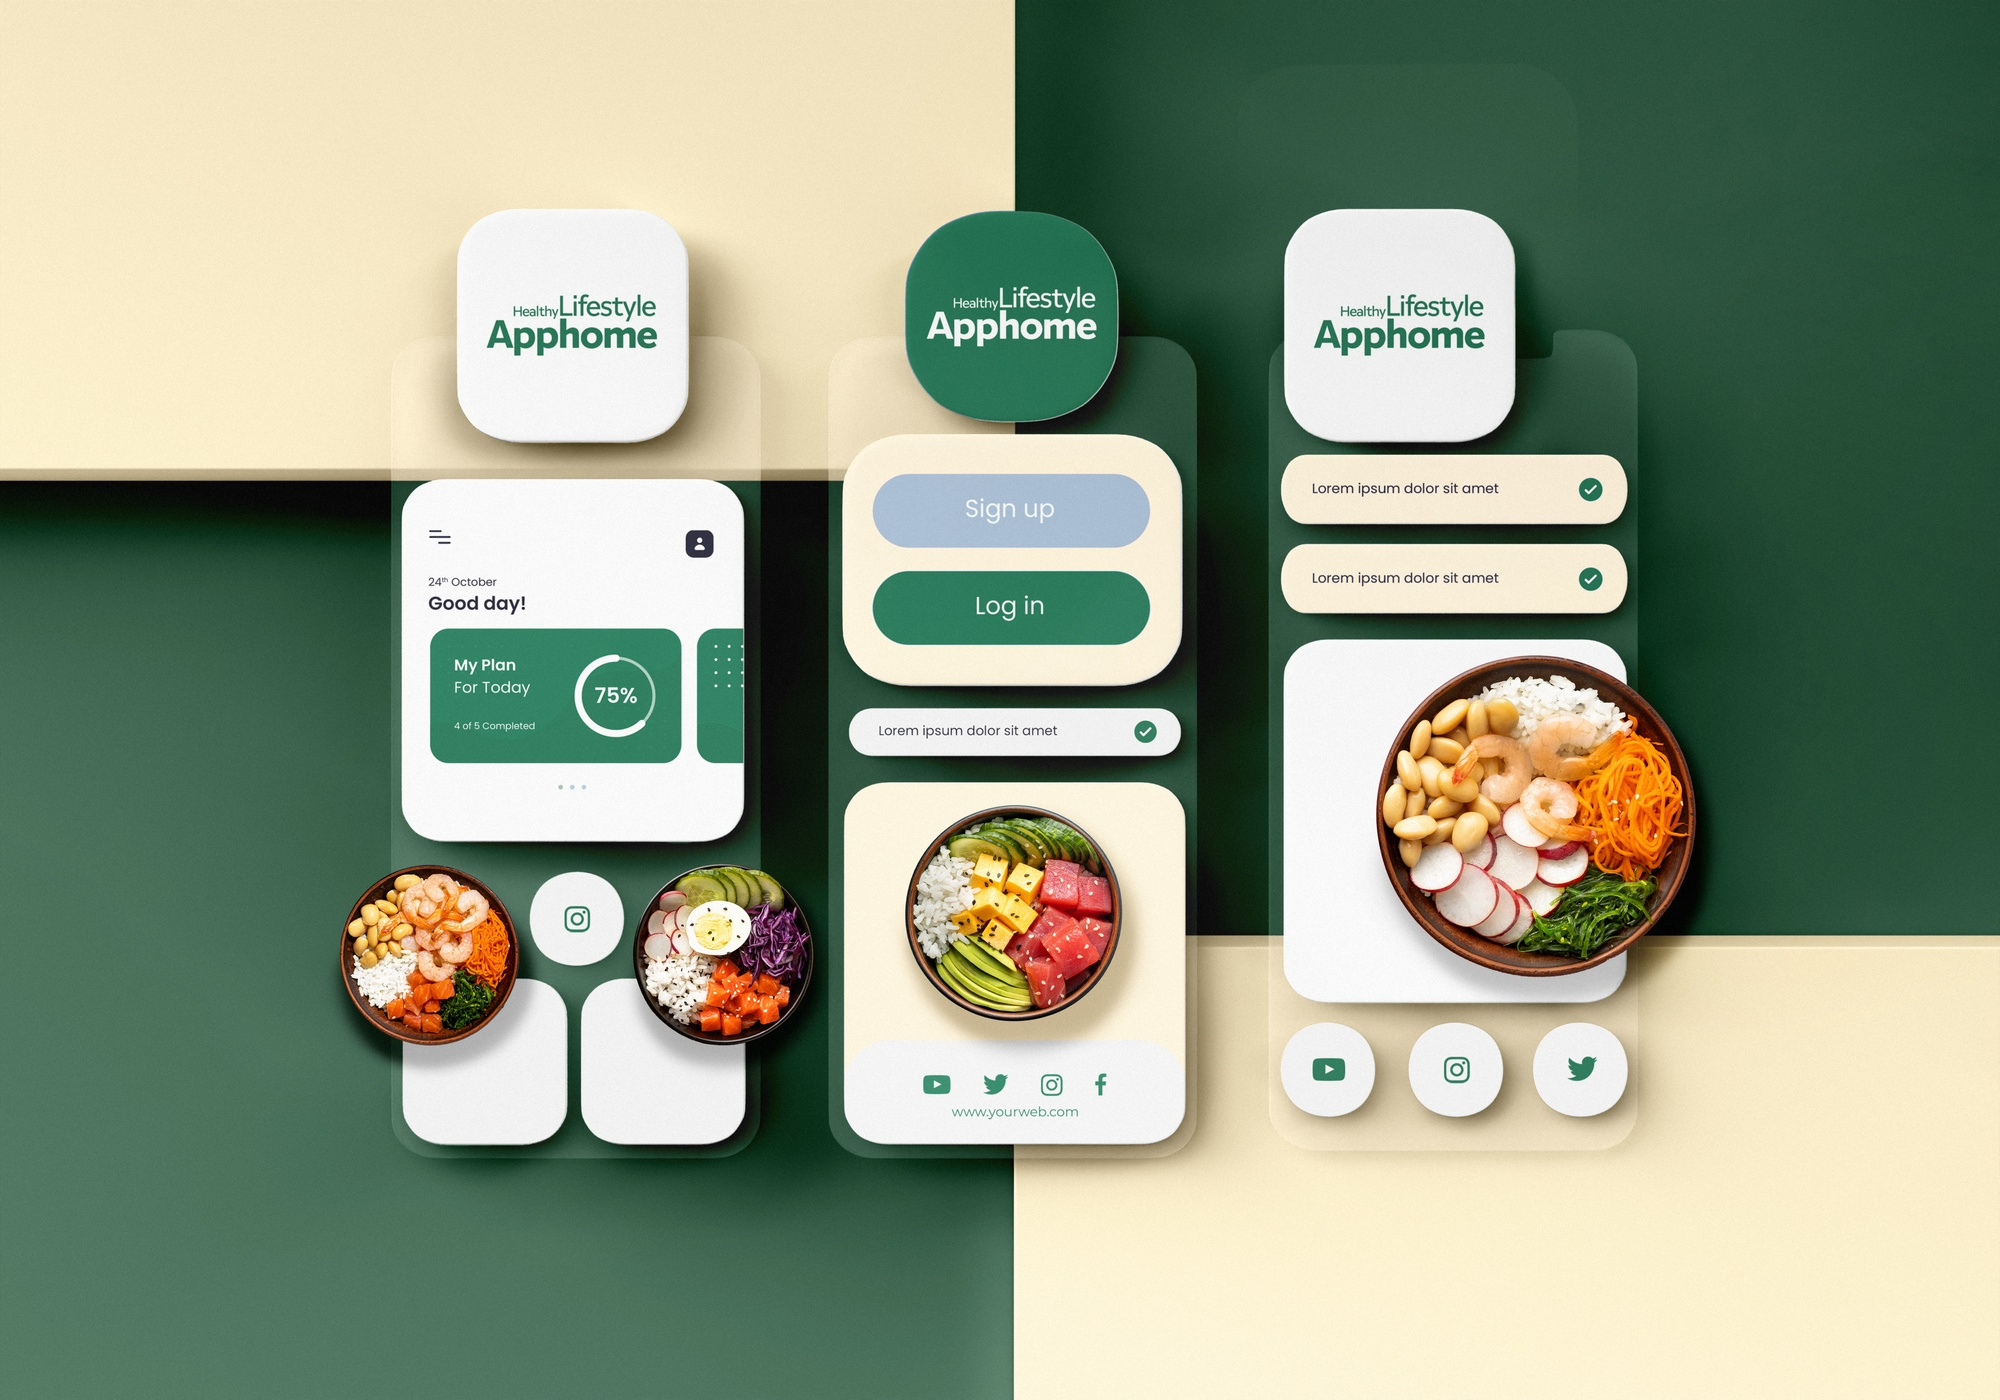 Healthy Lifestyle
Apphome
24th October
Good day!
My Plan
For Today
4 of 5 Completed
75%
Healthy Lifestyle
Apphome
Sign up
Log in
Lorem ipsum dolor sit amet
www.yourweb.com
Healthy Lifestyle
Apphome
Lorem ipsum dolor sit amet
Lorem ipsum dolor sit amet